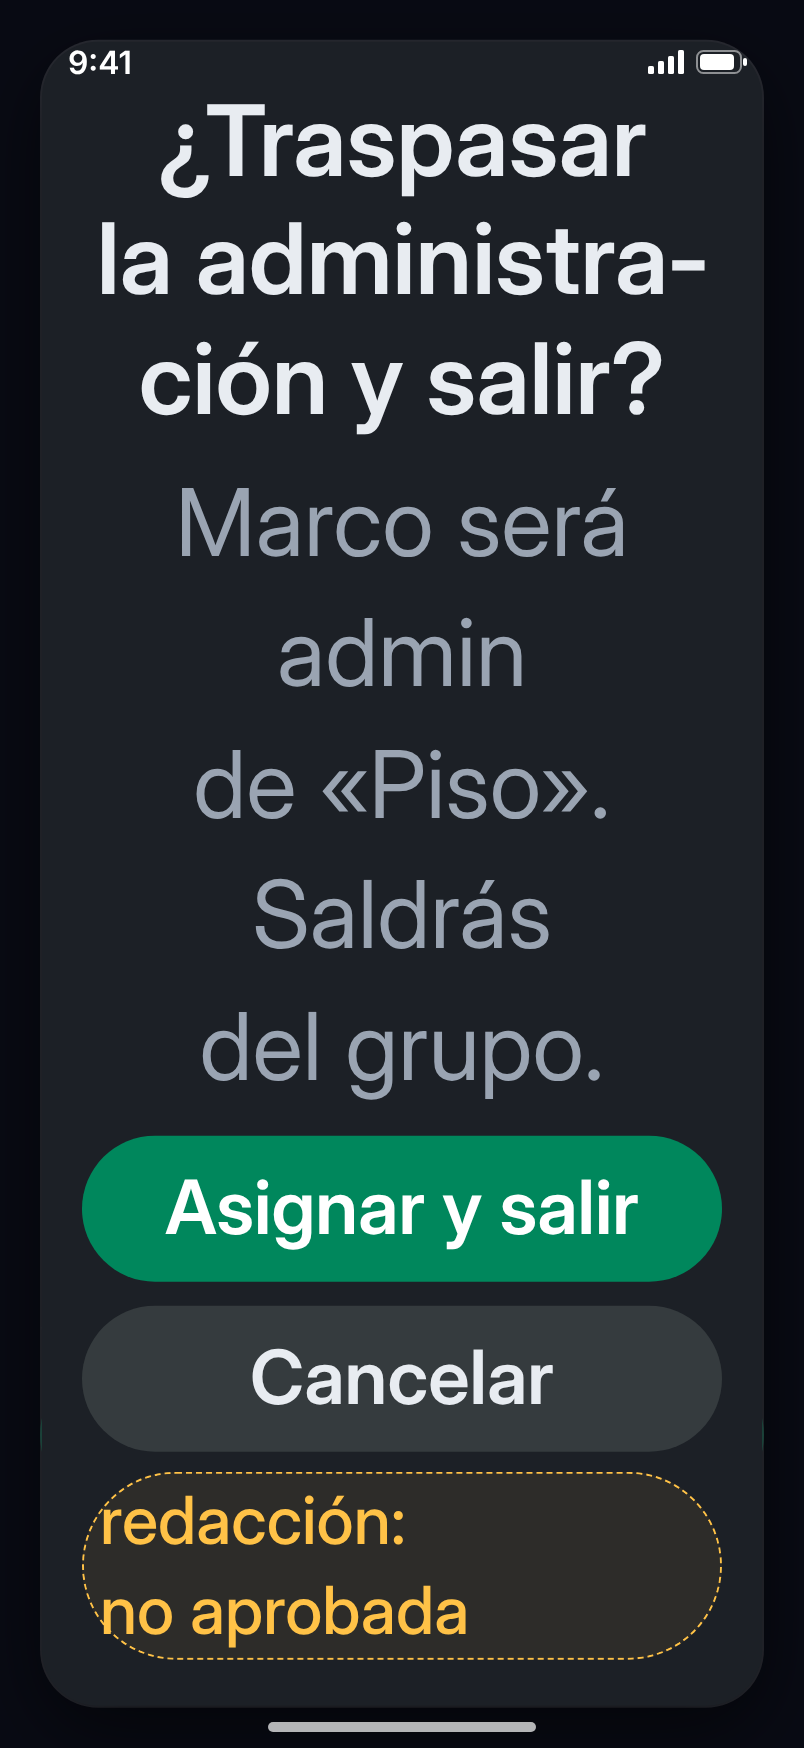 9:41
¿Traspasar
la administra-
ción y salir?
Marco será
admin
de «Piso».
Saldrás
del grupo.
Asignar y salir
Cancelar
redacción:
no aprobada